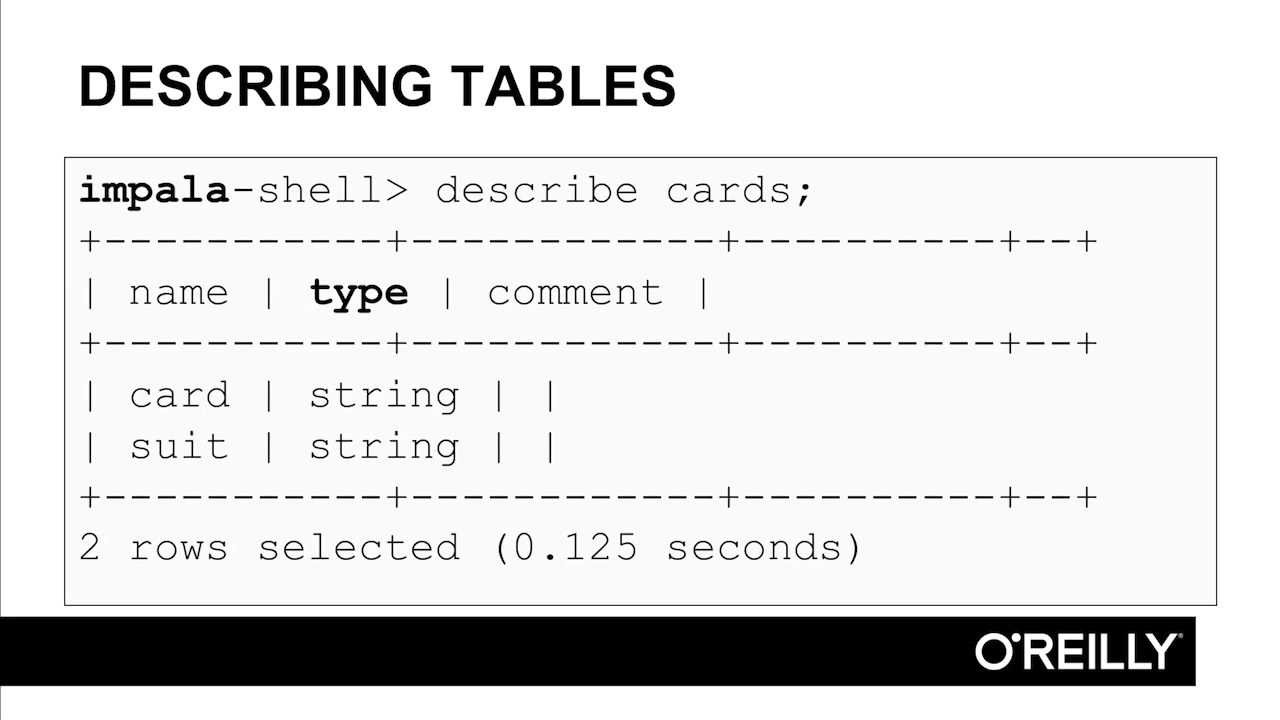 DESCRIBING TABLES
impala-shell> describe cards;
+-----------+------------+----------+--+
| name | type | comment |
+-----------+------------+----------+--+
| card | string | |
| suit | string | |
+-----------+------------+----------+--+
2 rows selected (0.125 seconds)
O'REILLY®